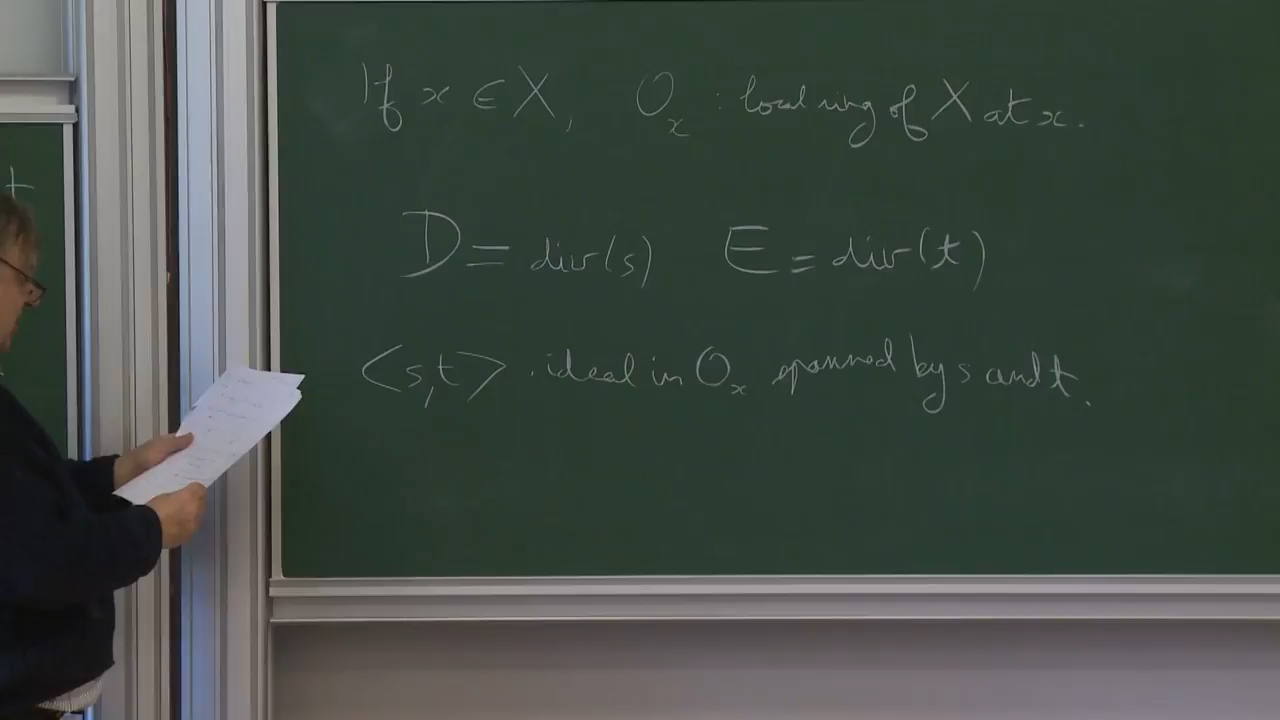 If x ∈ X, O_x : local ring of X at x.
D = div(s) E = div(t)
<s,t> . ideal in O_x spanned by s and t.